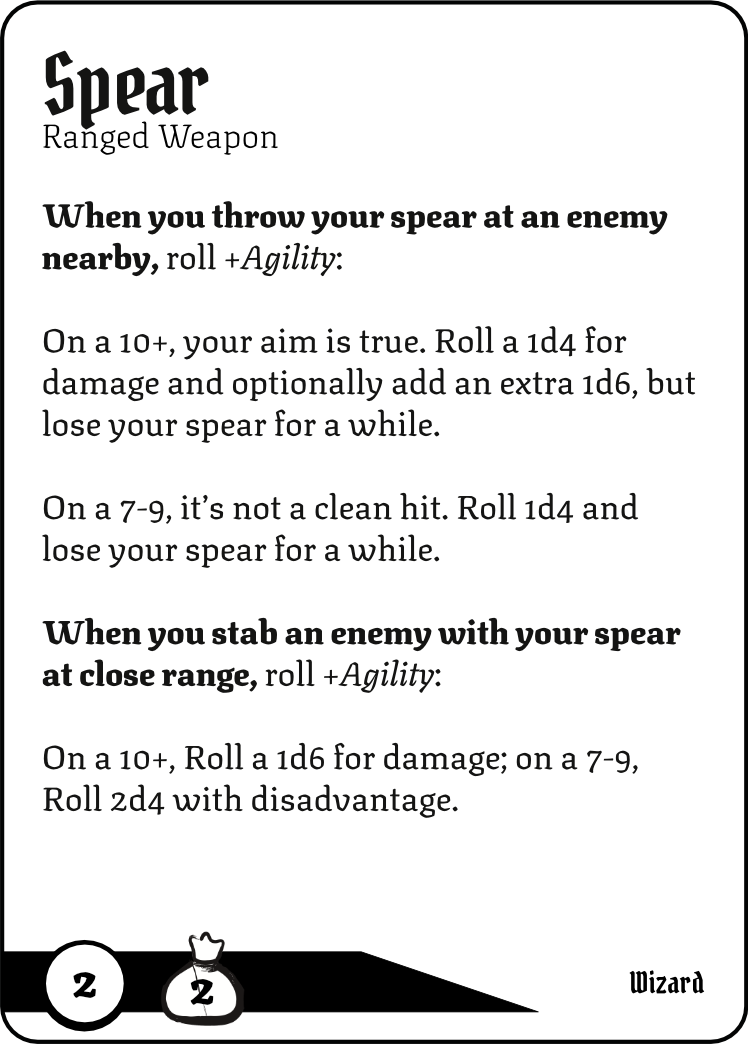 Spear
Ranged Weapon
When you throw your spear at an enemy
nearby, roll +Agility:
On a 10+, your aim is true. Roll a 1d4 for
damage and optionally add an extra 1d6, but
lose your spear for a while.
On a 7-9, it’s not a clean hit. Roll 1d4 and
lose your spear for a while.
When you stab an enemy with your spear
at close range, roll +Agility:
On a 10+, Roll a 1d6 for damage; on a 7-9,
Roll 2d4 with disadvantage.
2
2
Wizard